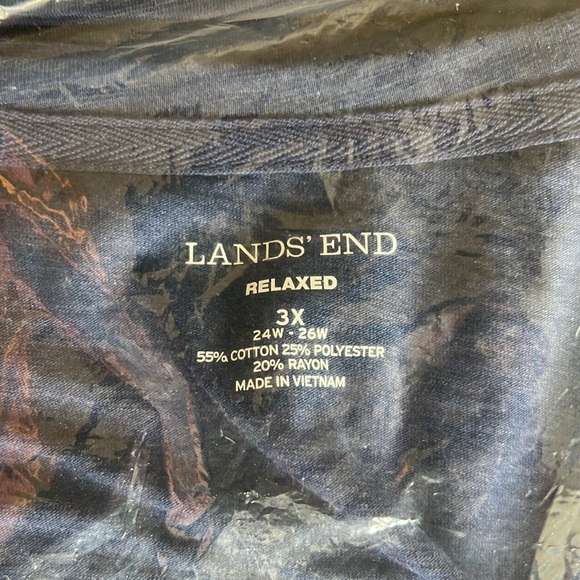 LANDS' END
RELAXED
3X
24W - 26W
55% COTTON 25% POLYESTER
20% RAYON
MADE IN VIETNAM